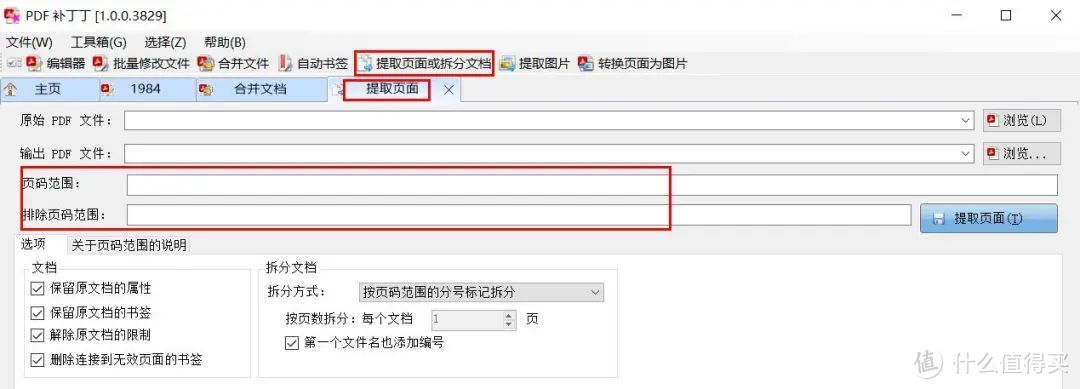 PDF 补丁丁 [1.0.0.3829]
文件(W) 工具箱(G) 选择(Z) 帮助(B)
编辑器 批量修改文件 合并文件 自动书签 提取页面或拆分文档 提取图片 转换页面为图片
主页 1984 合并文档 提取页面
原始 PDF 文件： 浏览(L)
输出 PDF 文件： 浏览...
页码范围：
排除页码范围： 提取页面(T)
选项 关于页码范围的说明
文档 拆分文档
保留原文档的属性 拆分方式： 按页码范围的分号标记拆分
保留原文档的书签 按页数拆分：每个文档 1 页
解除原文档的限制 第一个文件名也添加编号
删除连接到无效页面的书签
值 什么值得买